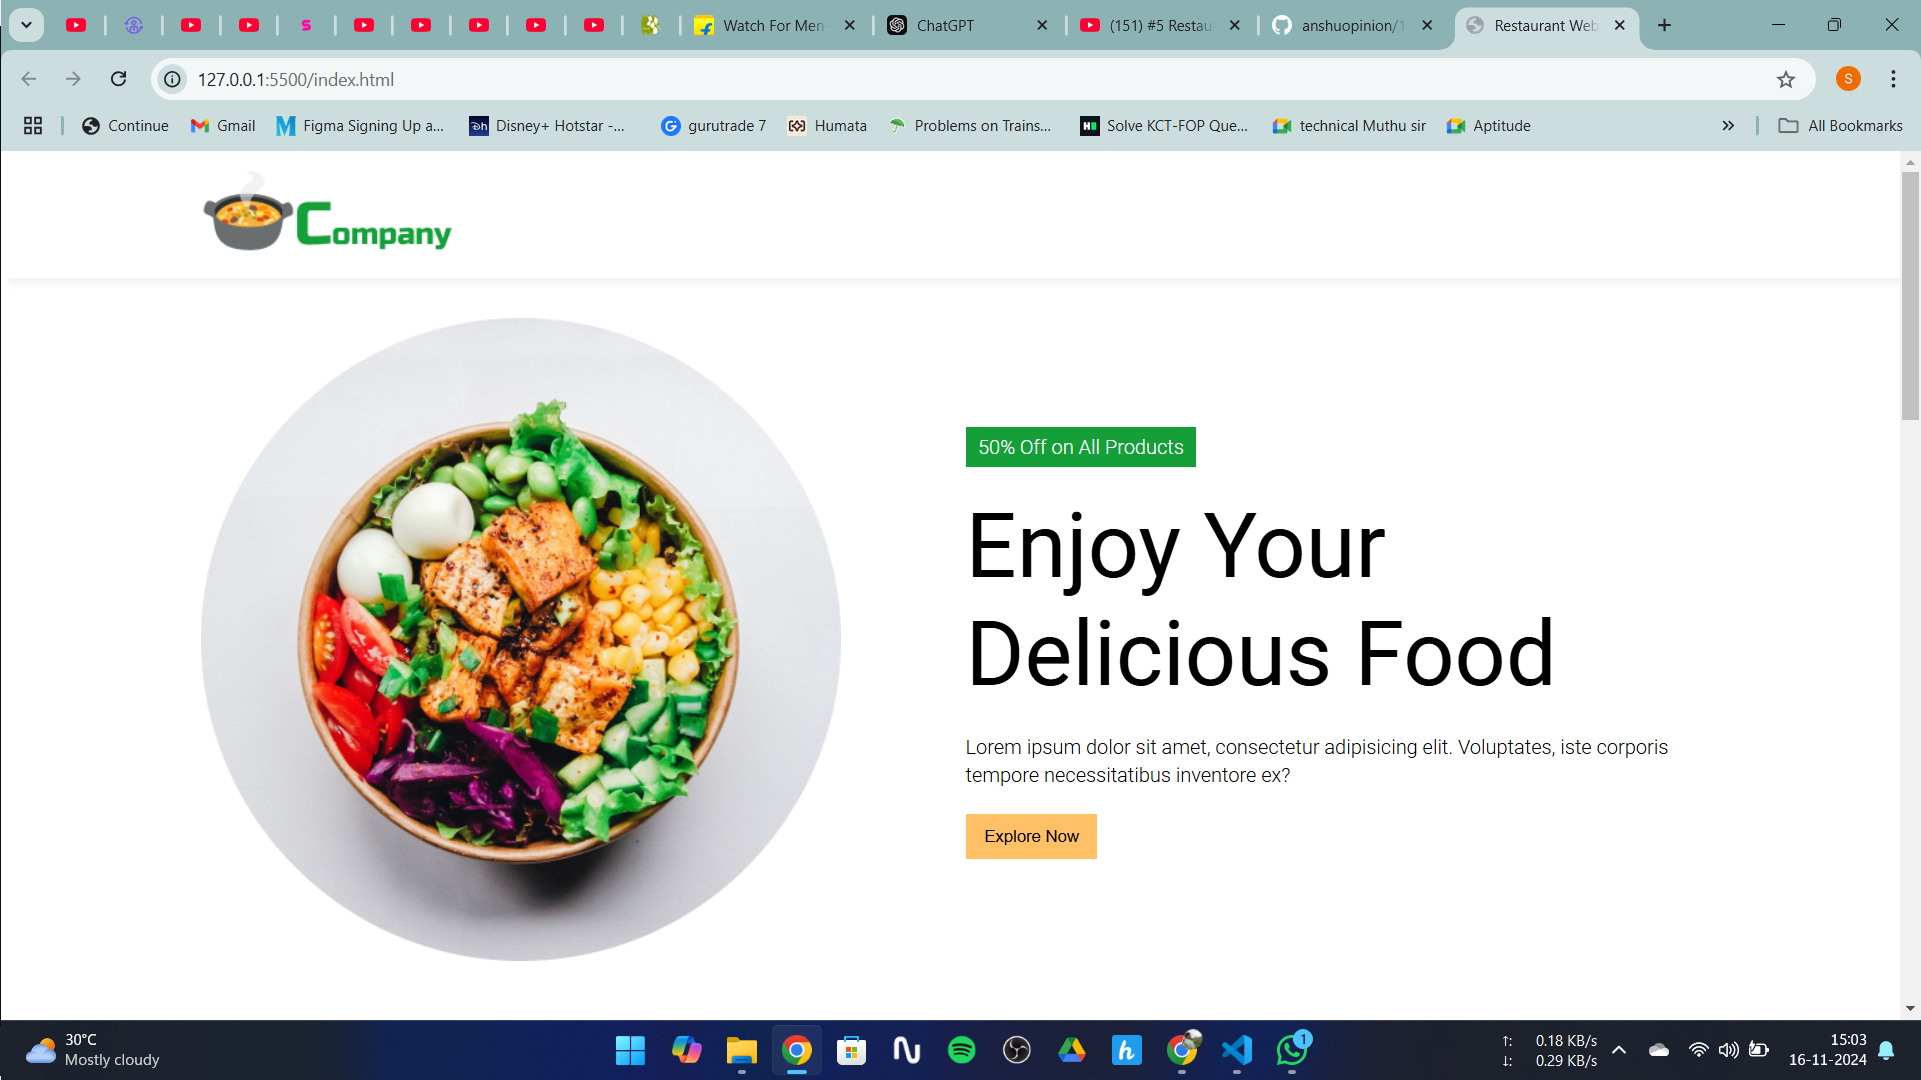 Watch For Men-
ChatGPT
(151) #5 Restau
anshuopinion/1
Restaurant Web
127.0.0.1:5500/index.html
S
Continue
Gmail
Figma Signing Up a...
Disney+ Hotstar -...
gurutrade 7
Humata
Problems on Trains...
Solve KCT-FOP Que...
technical Muthu sir
Aptitude
All Bookmarks
Company
50% Off on All Products
Enjoy Your
Delicious Food
Lorem ipsum dolor sit amet, consectetur adipisicing elit. Voluptates, iste corporis
tempore necessitatibus inventore ex?
Explore Now
30°C
Mostly cloudy
1
↑: 0.18 KB/s
↓: 0.29 KB/s
15:03
16-11-2024